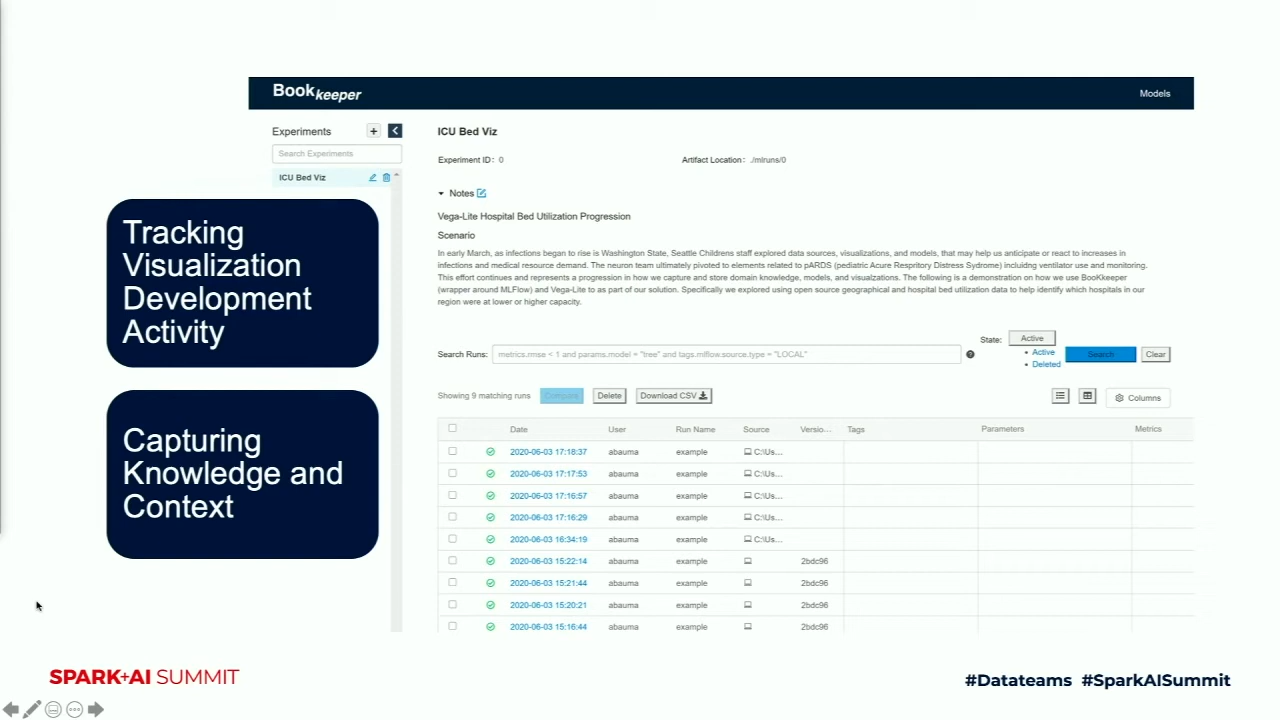 Book keeper
Models
Experiments
Search Experiments
ICU Bed Viz
Tracking
Visualization
Development
Activity
Capturing
Knowledge and
Context
ICU Bed Viz
Experiment ID: 0
Artifact Location: ./mlruns/0
Notes
Vega-Lite Hospital Bed Utilization Progression
Scenario
In early March, as infections began to rise is Washington State, Seattle Childrens staff explored data sources, visualizations, and models, that may help us anticipate or react to increases in
infections and medical resource demand. The neuron team ultimately pivoted to elements related to pARDS (pediatric Acure Respritory Distress Sydrome) incluidng ventilator use and monitoring.
This effort continues and represents a progression in how we capture and store domain knowledge, models, and visualzations. The following is a demonstration on how we use BooKkeeper
(wrapper around MLFlow) and Vega-Lite to as part of our solution. Specifically we explored using open source geographical and hospital bed utilization data to help identify which hospitals in our
region were at lower or higher capacity.
Search Runs: metrics.rmse < 1 and params.model = "tree" and tags.mlflow.source.type = "LOCAL"
State: Active
• Active
• Deleted
Search
Clear
Showing 9 matching runs Compare Delete Download CSV
Columns
Date User Run Name Source Versio... Tags Parameters Metrics
2020-06-03 17:18:37 abauma example C:\Us...
2020-06-03 17:17:53 abauma example C:\Us...
2020-06-03 17:16:57 abauma example C:\Us...
2020-06-03 17:16:29 abauma example C:\Us...
2020-06-03 16:34:19 abauma example C:\Us...
2020-06-03 15:22:14 abauma example 2bdc96
2020-06-03 15:21:44 abauma example 2bdc96
2020-06-03 15:20:21 abauma example 2bdc96
2020-06-03 15:16:44 abauma example 2bdc96
SPARK+AI SUMMIT
#Datateams #SparkAISummit